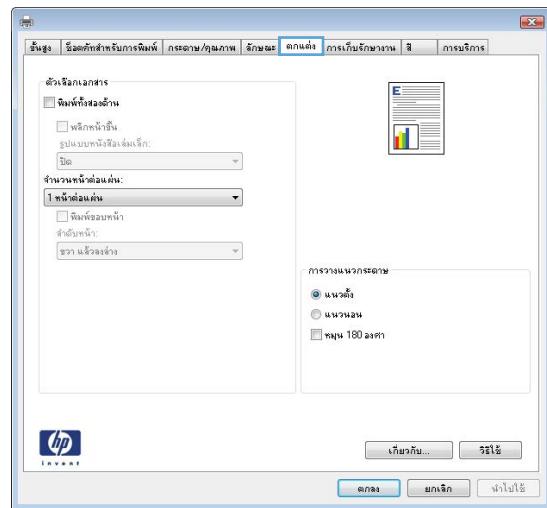 ขั้นสูง ช็อตคัทสำหรับการพิมพ์ กระดาษ/คุณภาพ ลักษณะ ตกแต่ง การเก็บรักษางาน สี การบริการ
ตัวเลือกเอกสาร
พิมพ์ทั้งสองด้าน
พลิกหน้าขึ้น
รูปแบบหนังสือเล่มเล็ก:
ปิด
จำนวนหน้าต่อแผ่น:
1 หน้าต่อแผ่น
พิมพ์ขอบหน้า
ลำดับหน้า:
ขวา แล้วลงล่าง
E
การวางแนวกระดาษ
แนวตั้ง
แนวนอน
หมุน 180 องศา
hp
invent
เกี่ยวกับ... วิธีใช้
ตกลง ยกเลิก นำไปใช้